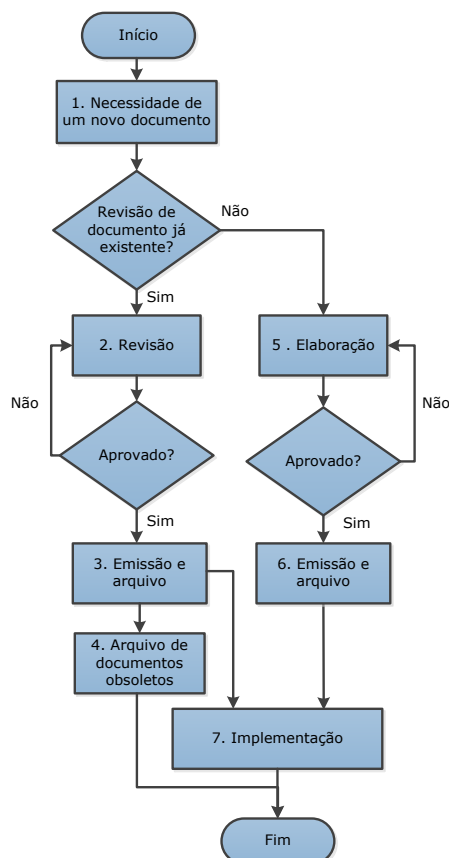 Início
1. Necessidade de
um novo documento
Revisão de
documento já
existente?
Não
Sim
2. Revisão
5 . Elaboração
Não
Não
Aprovado?
Aprovado?
Sim
Sim
3. Emissão e
arquivo
6. Emissão e
arquivo
4. Arquivo de
documentos
obsoletos
7. Implementação
Fim